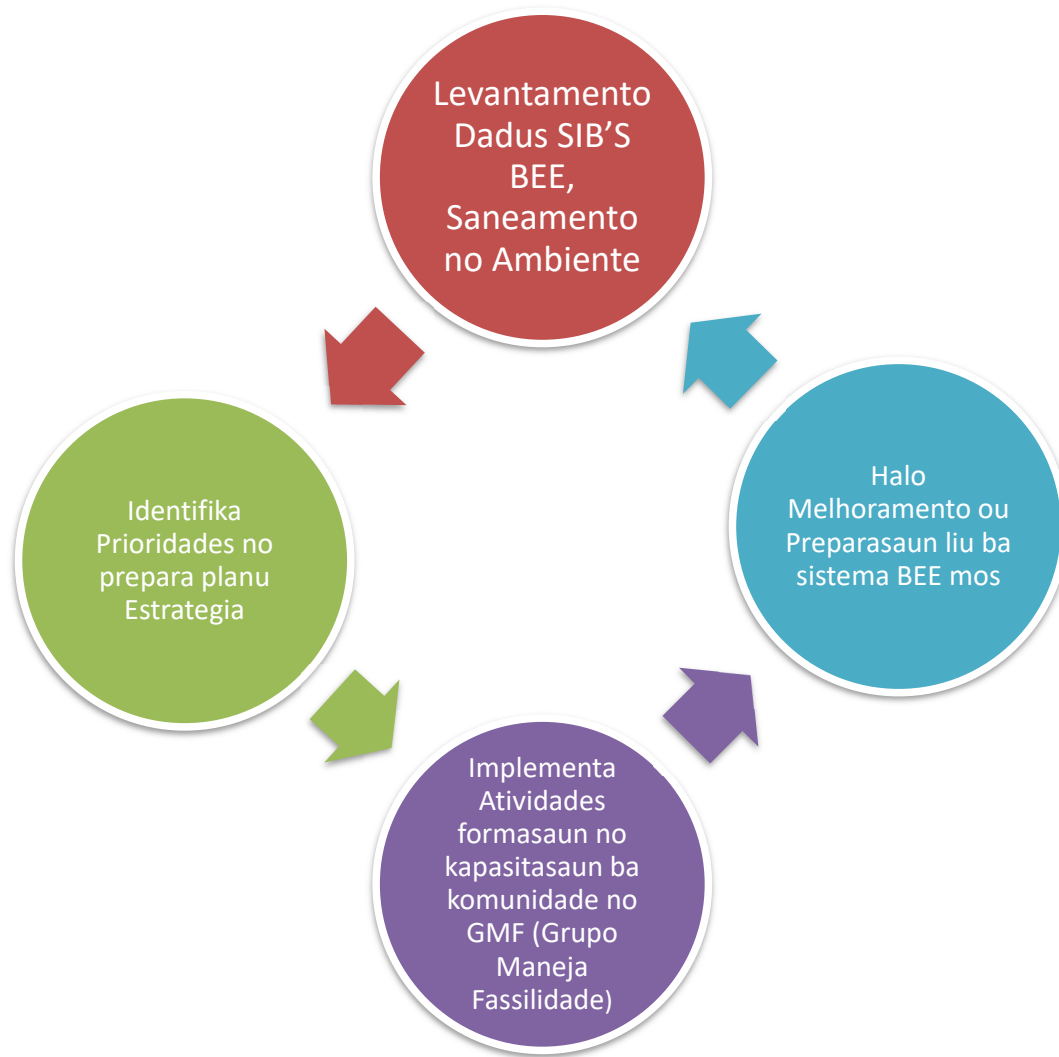 Levantamento
Dadus SIB’S
BEE,
Saneamento
no Ambiente
Identifika
Prioridades no
prepara planu
Estrategia
Implementa
Atividades
formasaun no
kapasitasaun ba
komunidade no
GMF (Grupo
Maneja
Fassilidade)
Halo
Melhoramento ou
Preparasaun liu ba
sistema BEE mos